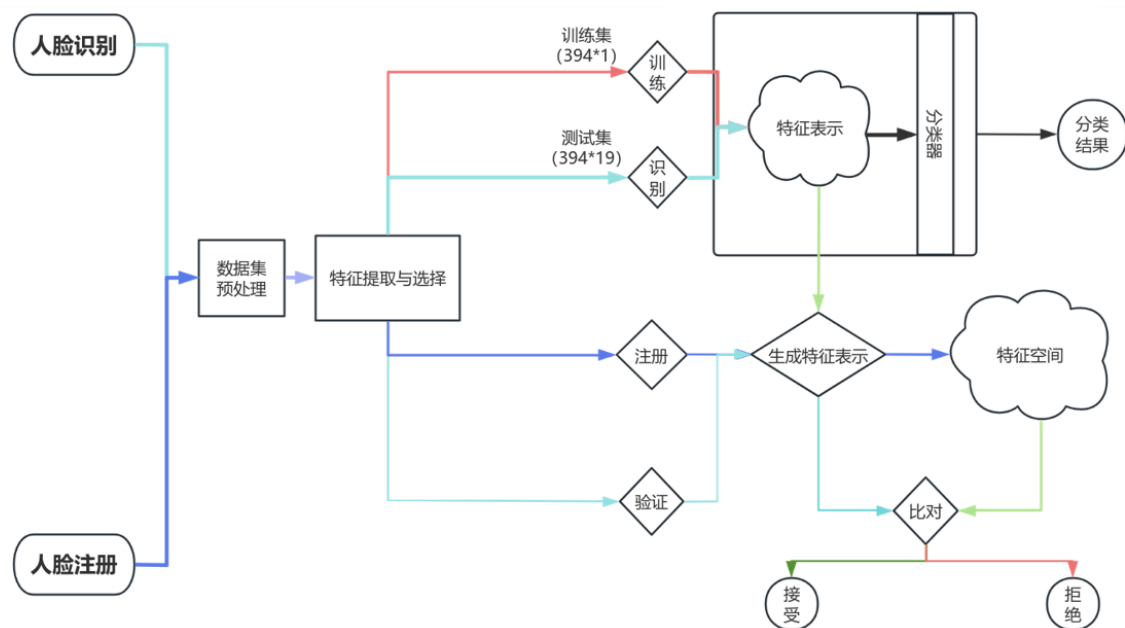 人脸识别
训练集
(394*1)
训
练
特征表示
分类器
分类
结果
测试集
(394*19)
识
别
数据集
预处理
特征提取与选择
注册
生成特征表示
特征空间
验证
比对
人脸注册
接
受
拒
绝